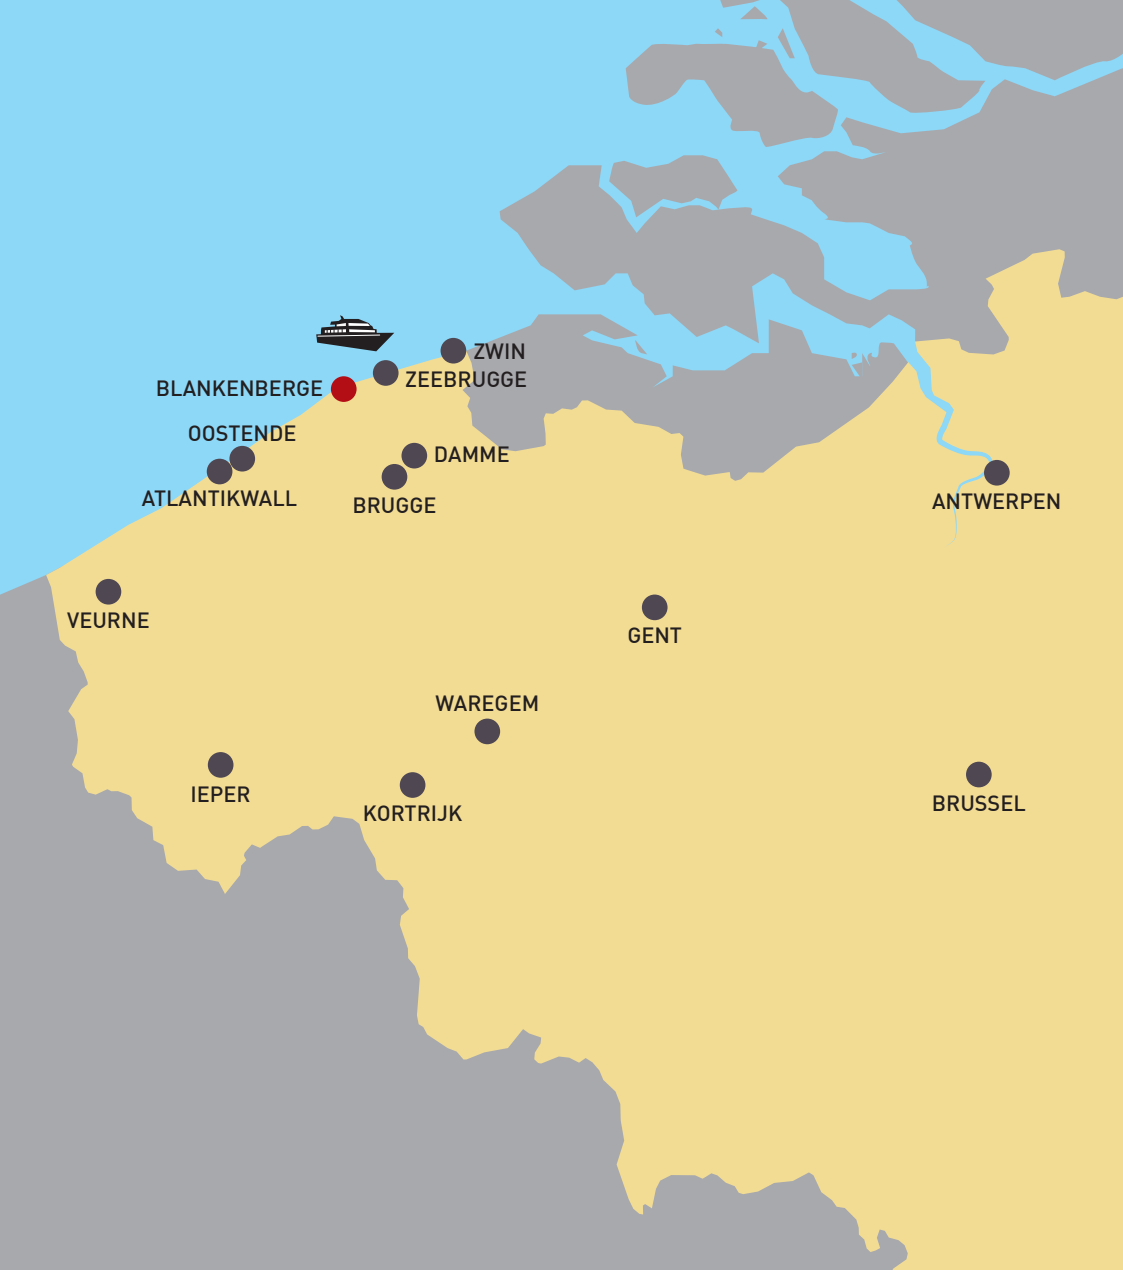 ZWIN
ZEEBRUGGE
BLANKENBERGE
OOSTENDE
DAMME
ATLANTIKWALL
BRUGGE
ANTWERPEN
VEURNE
GENT
WAREGEM
IEPER
KORTRIJK
BRUSSEL